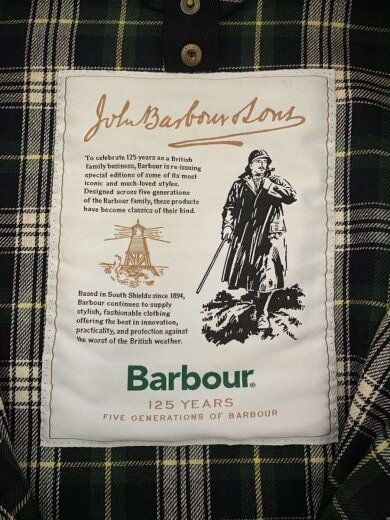 John Barbour & Sons
'To celebrate 125 years as a British
family business, Barbour is re-issuing
special editions of some of its most
iconic and much-loved styles.
Designed across five generations
of the Barbour family, these products
have become classics of their kind.
Based in South Shields since 1894,
Barbour continues to supply
stylish, fashionable clothing
offering the best in innovation,
practicality, and protection against
the worst of the British weather.
Barbour®
125 YEARS
FIVE GENERATIONS OF BARBOUR